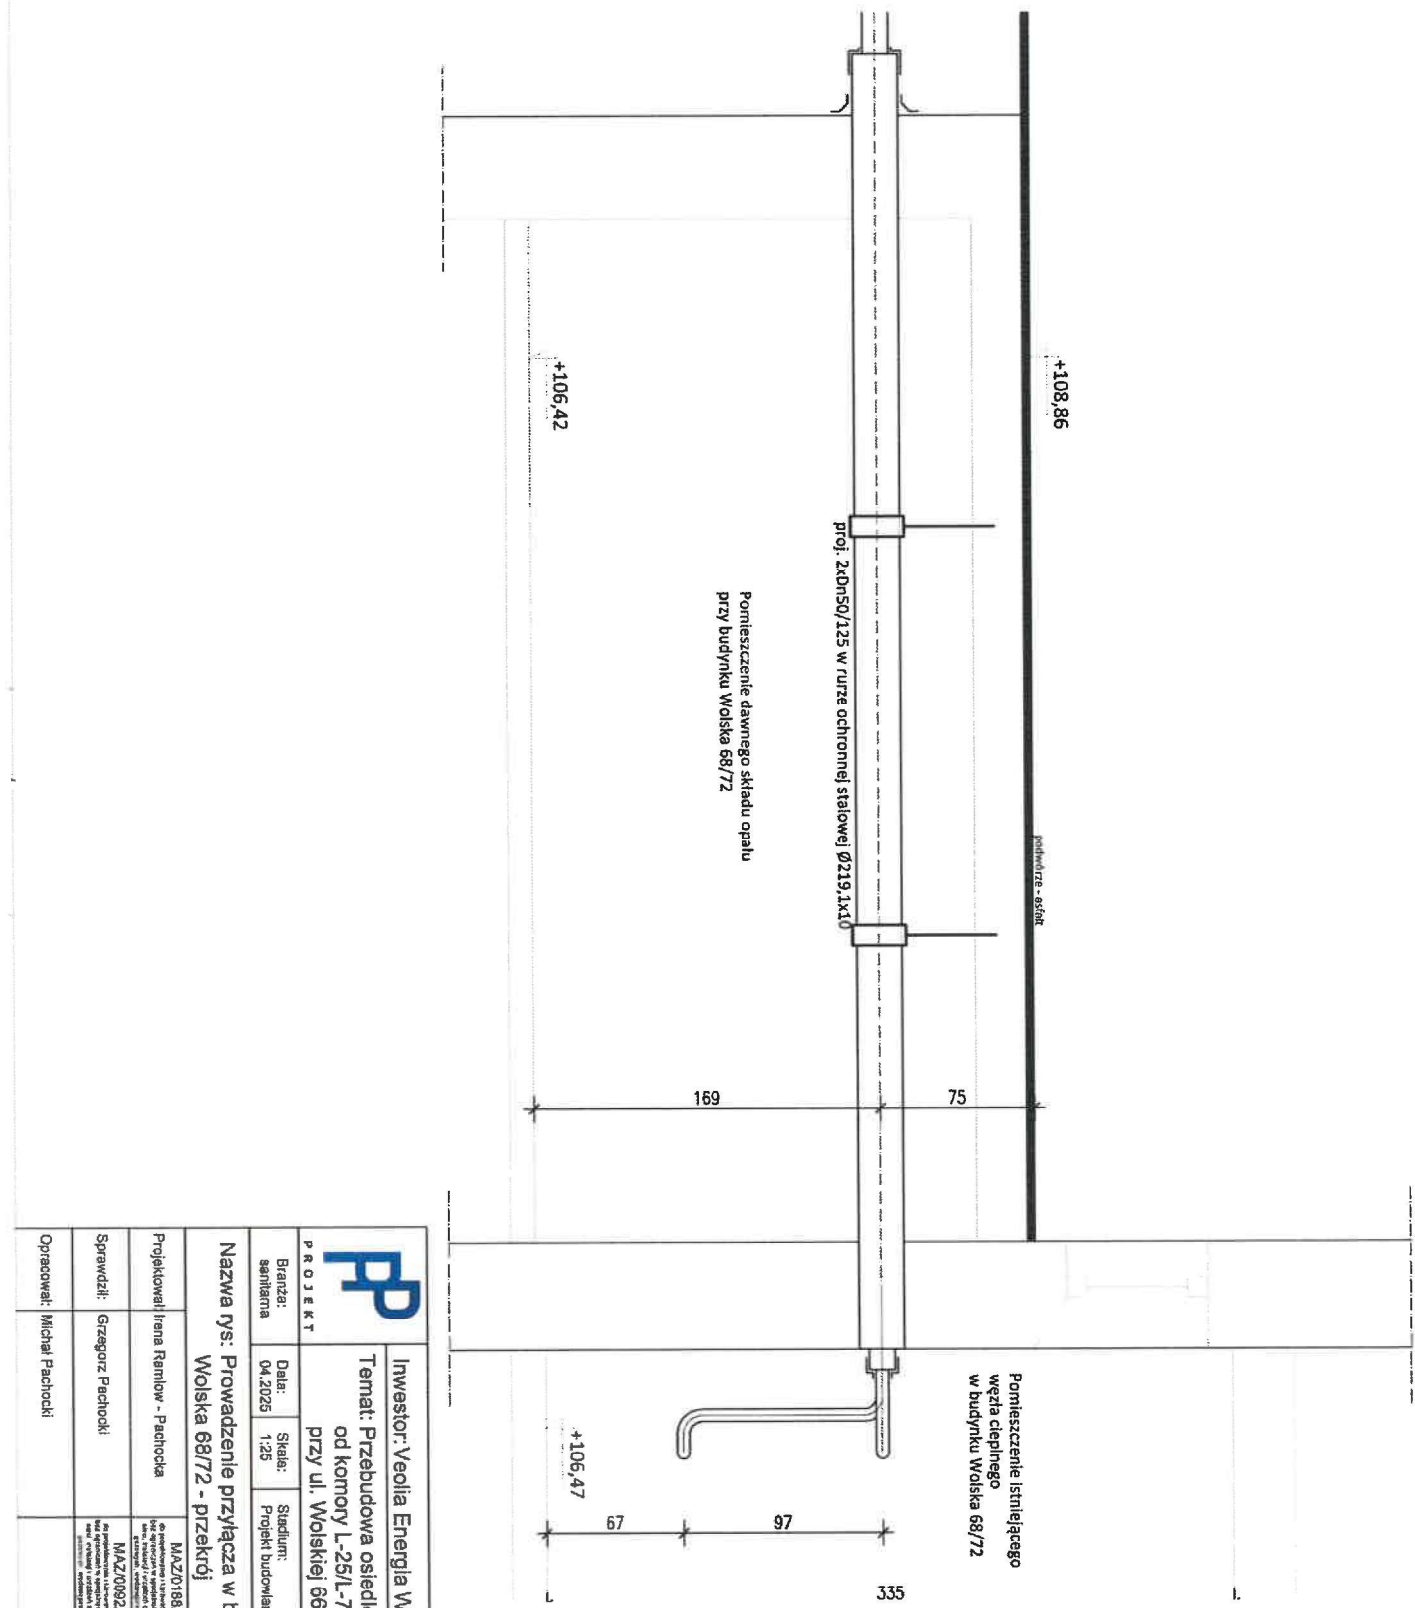 +108,86
+106,42
proj. 2xDn50/125 w rurze ochronnej stalowej Ø219,1x10
Pomieszczenie dawnego składu opału
przy budynku Wolska 68/72
podwórze - asfalt
169
75
Pomieszczenie istniejącego
węzła cieplnego
w budynku Wolska 68/72
+106,47
67
97
335
pP
PROJEKT
Inwestor: Veolia Energia W
Temat: Przebudowa osiedl
od komory L-25/L-7
przy ul. Wolskiej 66
Branża:
sanitarna
Data:
04.2025
Skala:
1:25
Stadium:
Projekt budowlan
Nazwa rys: Prowadzenie przyłącza w b
Wolska 68/72 - przekrój
Projektował: Irena Ramlow - Pachocka
MAZ/0188
Sprawdził: Grzegorz Pachocki
MAZ/0092
Opracował: Michał Pachocki